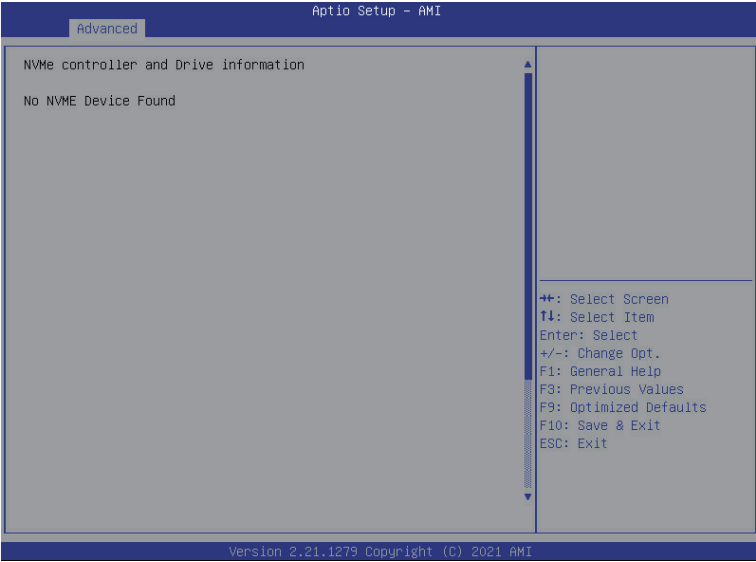 Aptio Setup – AMI
Advanced
NVMe controller and Drive information
No NVME Device Found
→←: Select Screen
↑↓: Select Item
Enter: Select
+/-: Change Opt.
F1: General Help
F3: Previous Values
F9: Optimized Defaults
F10: Save & Exit
ESC: Exit
Version 2.21.1279 Copyright (C) 2021 AMI